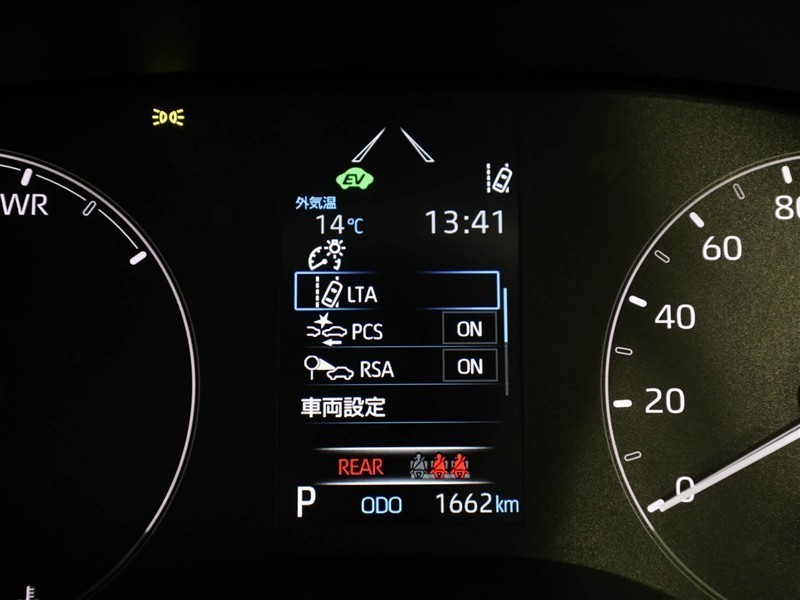 EV
外気温
14℃ 13:41
LTA
PCS ON
RSA ON
車両設定
REAR
P ODO 1662km
WR
80
60
40
20
0